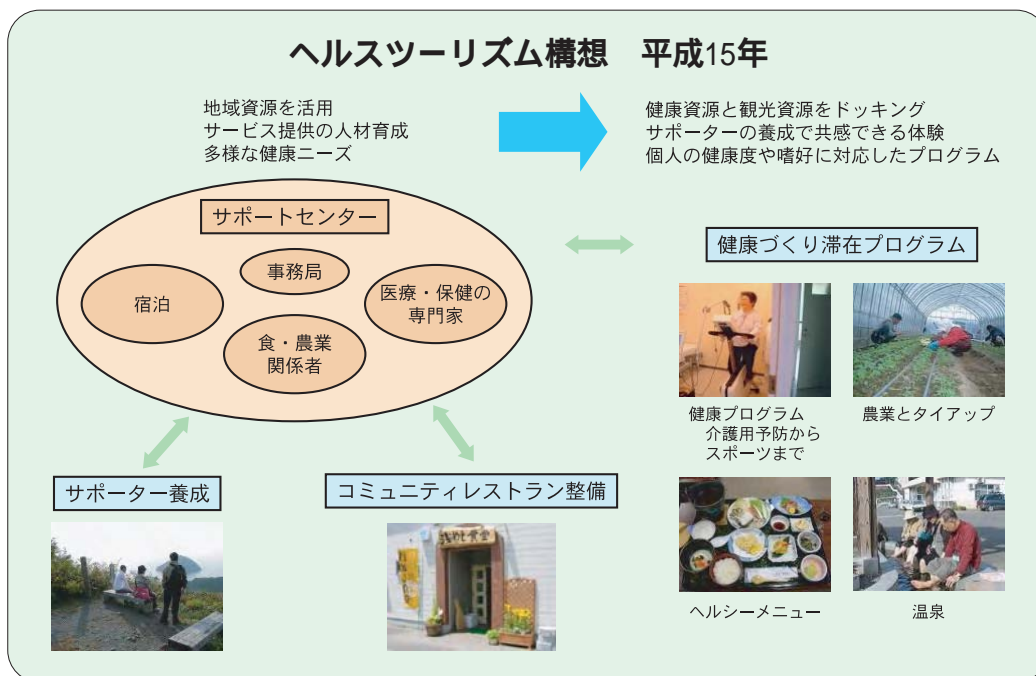 ヘルスツーリズム構想　平成15年
地域資源を活用
サービス提供の人材育成
多様な健康ニーズ
健康資源と観光資源をドッキング
サポーターの養成で共感できる体験
個人の健康度や嗜好に対応したプログラム
サポートセンター
事務局
宿泊
医療・保健の
専門家
食・農業
関係者
健康づくり滞在プログラム
健康プログラム
介護用予防から
スポーツまで
農業とタイアップ
サポーター養成
コミュニティレストラン整備
ヘルシーメニュー
温泉